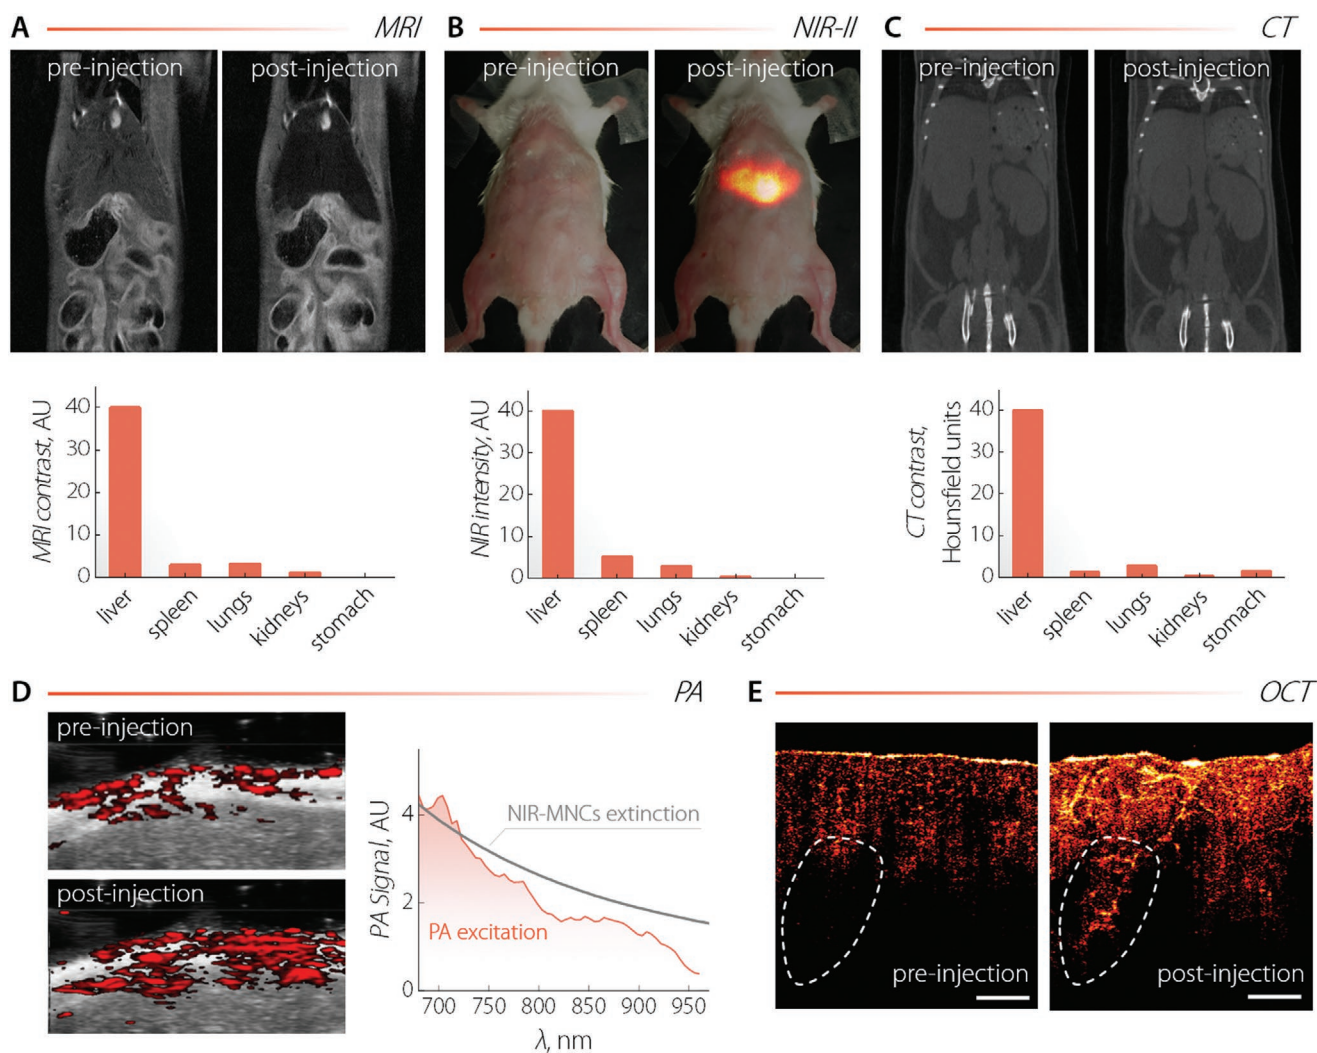 A MRI
pre-injection post-injection
B NIR-II
pre-injection post-injection
C CT
pre-injection post-injection
MRI contrast, AU
40
30
20
10
0
liver spleen lungs kidneys stomach
NIR intensity, AU
40
30
20
10
0
liver spleen lungs kidneys stomach
CT contrast,
Hounsfield units
40
30
20
10
0
liver spleen lungs kidneys stomach
D PA
pre-injection
post-injection
PA Signal, AU
4
2
0
NIR-MNCs extinction
PA excitation
700 750 800 850 900 950
λ, nm
E OCT
pre-injection
post-injection